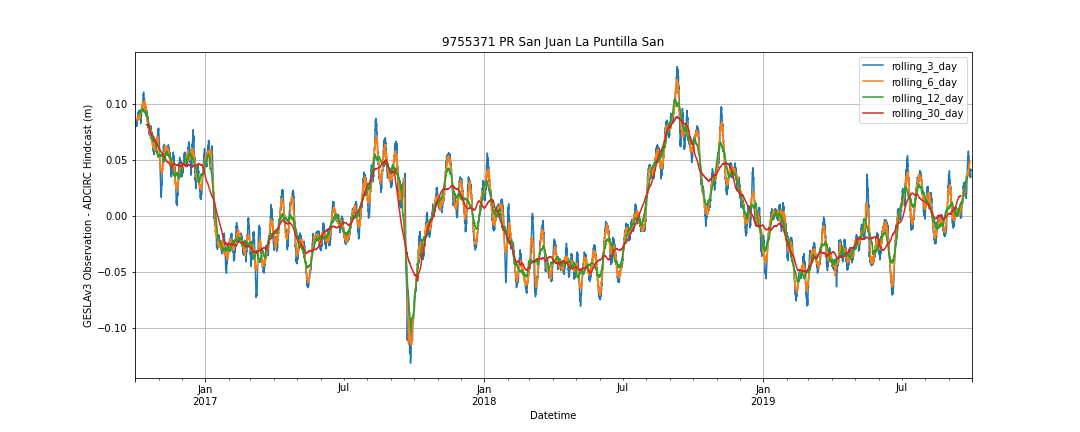 9755371 PR San Juan La Puntilla San
rolling_3_day
rolling_6_day
rolling_12_day
rolling_30_day
GESLAv3 Observation - ADCIRC Hindcast (m)
0.10
0.05
0.00
−0.05
−0.10
Jan
2017
Jul
Jan
2018
Jul
Jan
2019
Jul
Datetime